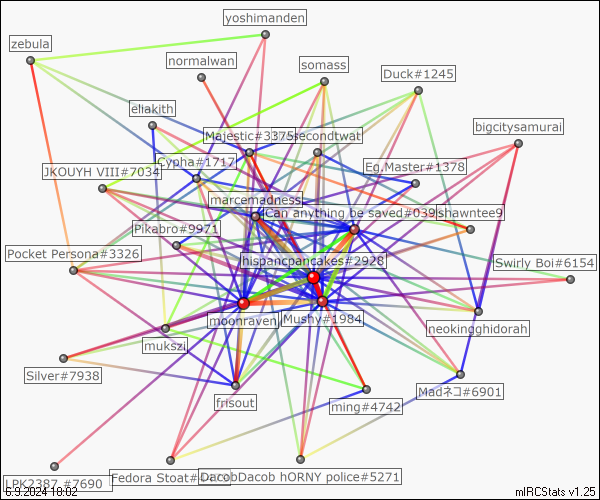 yoshimanden
zebula
normalwan
somass
Duck#1245
eliakith
bigcitysamurai
Majestic#3375
secondtwat
Cypha#1717
Eg.Master#1378
JKOUYH VIII#7034
marcemadness
Can anything be saved#039
shawntee9
Pikabro#9971
Pocket Persona#3326
hispanicpancakes#2928
Swirly Boi#6154
moonraven
Mushy#1984
neokingghidorah
mukszi
Silver#7938
frisout
ming#4742
Madネコ#6901
LPK2387 #7690
Fedora Stoat#4
DacobDacob hORNY police#5271
6.9.2024 18:02
mIRCStats v1.25